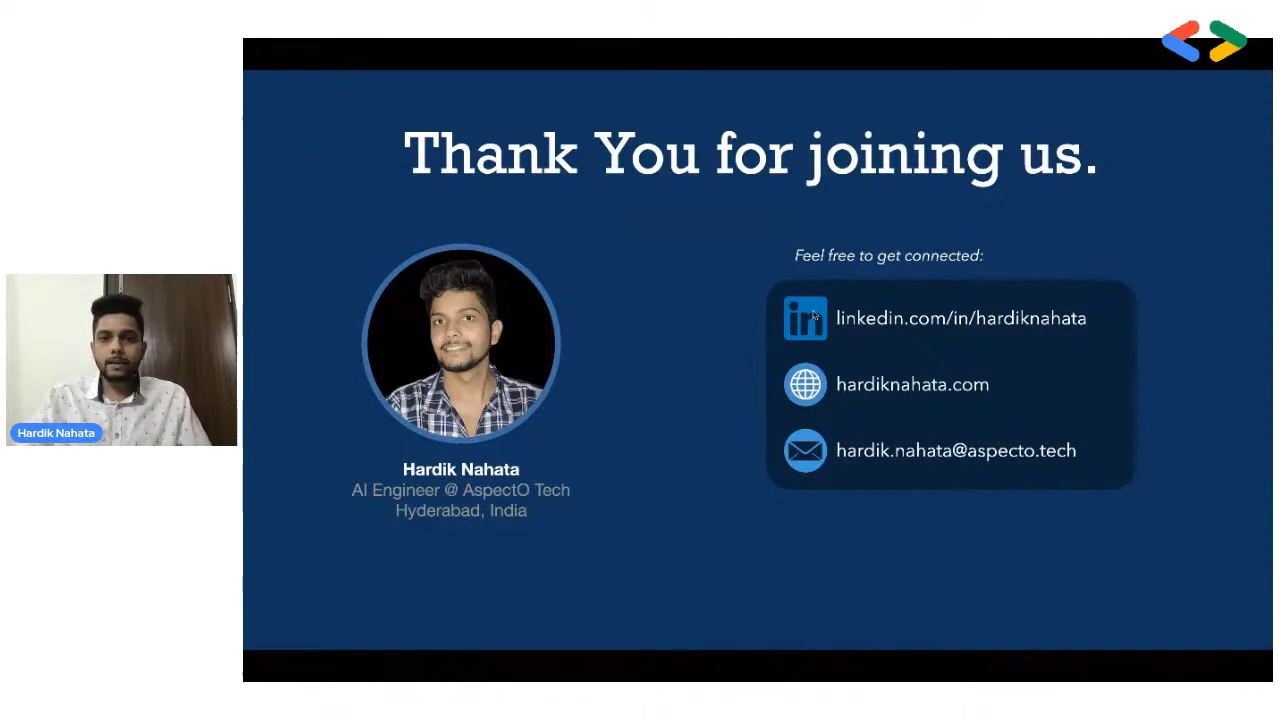 Thank You for joining us.
Feel free to get connected:
in linkedin.com/in/hardiknahata
hardiknahata.com
hardik.nahata@aspecto.tech
Hardik Nahata
AI Engineer @ AspectO Tech
Hyderabad, India
Hardik Nahata